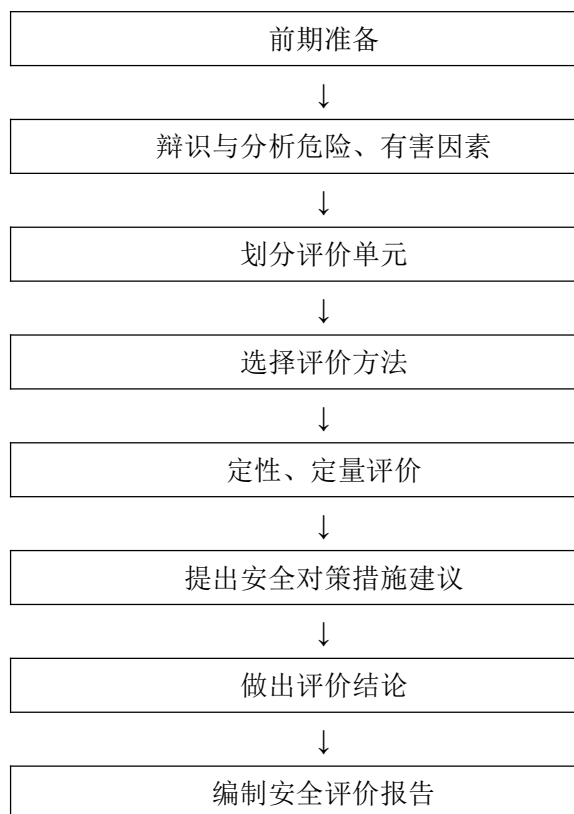 前期准备
↓
辩识与分析危险、有害因素
↓
划分评价单元
↓
选择评价方法
↓
定性、定量评价
↓
提出安全对策措施建议
↓
做出评价结论
↓
编制安全评价报告